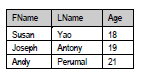 FName LName Age
Susan Yao 18
Joseph Antony 19
Andy Perumal 21